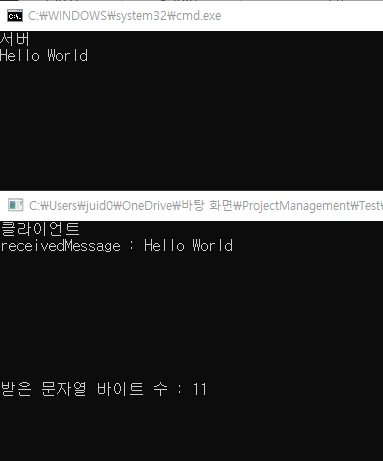 C:₩WINDOWS₩system32₩cmd.exe
서버
Hello World
C:₩Users₩juid0₩OneDrive₩바탕 화면₩ProjectManagement₩Test₩
클라이언트
receivedMessage : Hello World
받은 문자열 바이트 수 : 11